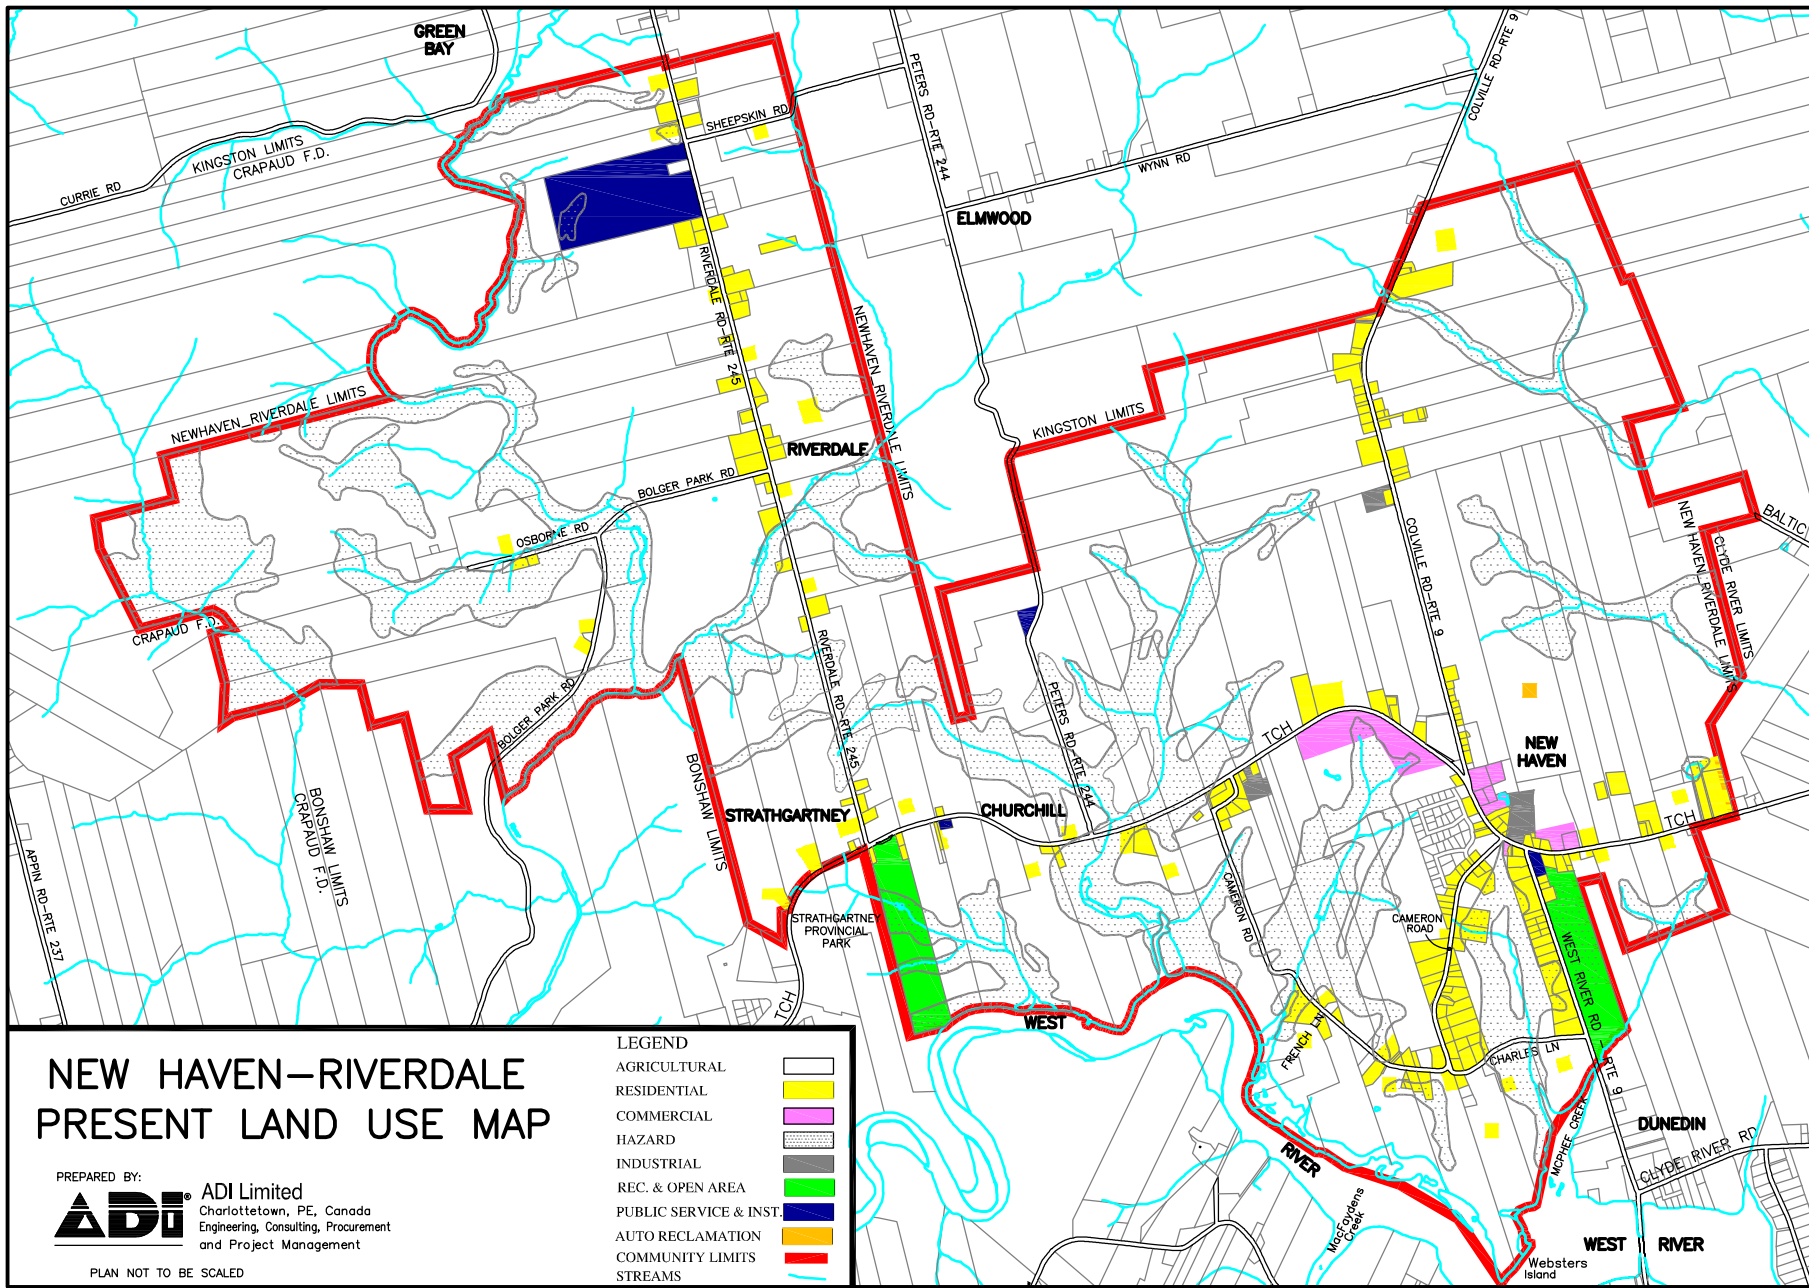 GREEN
BAY
PETERS RD-RTE 244
COLVILLE RD-RTE 9
SHEEPSKIN RD
KINGSTON LIMITS
CRAPAUD F.D.
CURRIE RD
WYNN RD
ELMWOOD
RIVERDALE RD-RTE 245
NEWHAVEN_RIVERDALE LIMITS
NEWHAVEN_RIVERDALE LIMITS
KINGSTON LIMITS
RIVERDALE
BOLGER PARK RD
OSBORNE RD
COLVILLE RD-RTE 9
NEW HAVEN_RIVERDALE LIMITS
CLYDE RIVER LIMITS
BALTIC
CRAPAUD F.D.
RIVERDALE RD-RTE 245
BOLGER PARK RD
PETERS RD-RTE 244
TCH
NEW
HAVEN
BONSHAW LIMITS
BONSHAW LIMITS
CRAPAUD F.D.
STRATHGARTNEY
CHURCHILL
TCH
APPIN RD-RTE 237
CAMERON RD
STRATHGARTNEY
PROVINCIAL
PARK
CAMERON
ROAD
WEST RIVER RD - RTE 9
TCH
WEST
FRENCH LN
CHARLES LN
MCPHEE CREEK
DUNEDIN
CLYDE RIVER RD
RIVER
MacFaydens
Creek
WEST RIVER
Websters
Island
NEW HAVEN-RIVERDALE
PRESENT LAND USE MAP
PREPARED BY:
ADI®
ADI Limited
Charlottetown, PE, Canada
Engineering, Consulting, Procurement
and Project Management
PLAN NOT TO BE SCALED
LEGEND
AGRICULTURAL
RESIDENTIAL
COMMERCIAL
HAZARD
INDUSTRIAL
REC. & OPEN AREA
PUBLIC SERVICE & INST.
AUTO RECLAMATION
COMMUNITY LIMITS
STREAMS